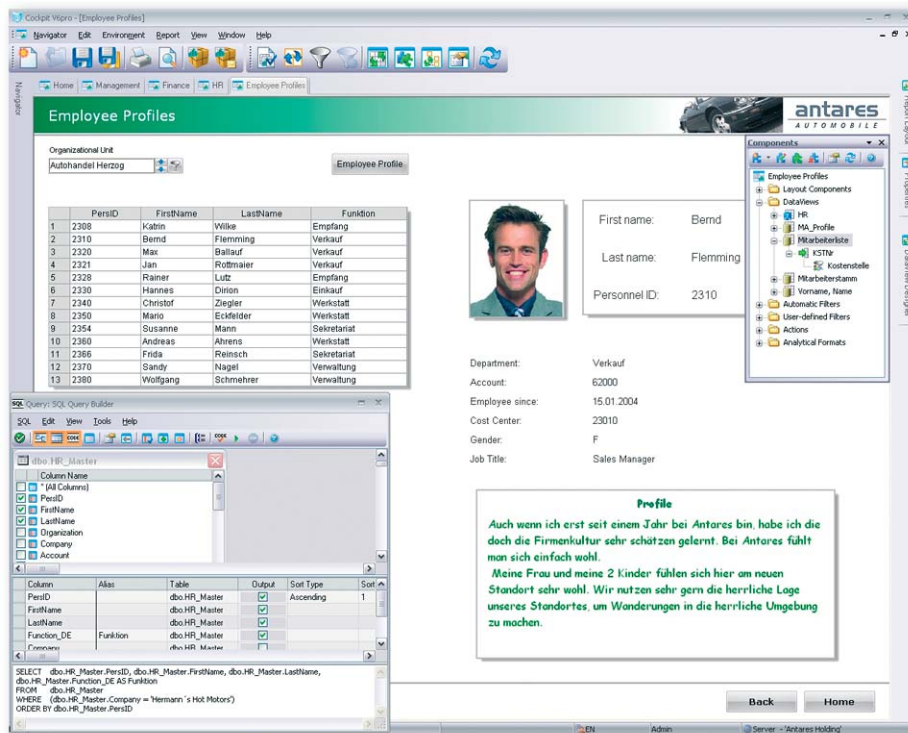 Cockpit V6pro - [Employee Profiles]
Navigator Edit Environment Report View Window Help
Home Management Finance HR Employee Profiles
Navigator
Employee Profiles
antares
AUTOMOBILE
Organizational Unit
Autohandel Herzog
Employee Profile
PersID FirstName LastName Funktion
1 2308 Katrin Wilke Empfang
2 2310 Bernd Flemming Verkauf
3 2320 Max Ballauf Verkauf
4 2321 Jan Rottmaier Verkauf
5 2328 Rainer Lutz Empfang
6 2330 Hannes Dirion Einkauf
7 2340 Christof Ziegler Werkstatt
8 2350 Mario Eckfelder Werkstatt
9 2354 Susanne Mann Sekretariat
10 2360 Andreas Ahrens Werkstatt
11 2366 Frida Reinsch Sekretariat
12 2370 Sandy Nagel Verwaltung
13 2380 Wolfgang Schmehrer Verwaltung
First name: Bernd
Last name: Flemming
Personnel ID: 2310
Components
Employee Profiles
Layout Components
DataViews
HR
MA_Profile
Mitarbeiterliste
KSTNr
Kostenstelle
Mitarbeiterstamm
Vorname, Name
Automatic Filters
User-defined Filters
Actions
Analytical Formats
Department: Verkauf
Account: 62000
Employee since: 15.01.2004
Cost Center: 23010
Gender: F
Job Title: Sales Manager
Profile
Auch wenn ich erst seit einem Jahr bei Antares bin, habe ich die
doch die Firmenkultur sehr schätzen gelernt. Bei Antares fühlt
man sich einfach wohl.
Meine Frau und meine 2 Kinder fühlen sich hier am neuen
Standort sehr wohl. Wir nutzen sehr gern die herrliche Lage
unseres Standortes, um Wanderungen in die herrliche Umgebung
zu machen.
Back Home
SQL Query: SQL Query Builder
SQL Edit View Tools Help
dbo.HR_Master
Column Name
* (All Columns)
PersID
FirstName
LastName
Organization
Company
Account
Column Alias Table Output Sort Type Sort
PersID dbo.HR_Master Ascending 1
FirstName dbo.HR_Master
LastName dbo.HR_Master
Function_DE Funktion dbo.HR_Master
Company dbo.HR_Master
SELECT dbo.HR_Master.PersID, dbo.HR_Master.FirstName, dbo.HR_Master.LastName,
dbo.HR_Master.Function_DE AS Funktion
FROM dbo.HR_Master
WHERE (dbo.HR_Master.Company = 'Hermann´s Hot Motors')
ORDER BY dbo.HR_Master.PersID
EN Admin Server - 'Antares Holding'